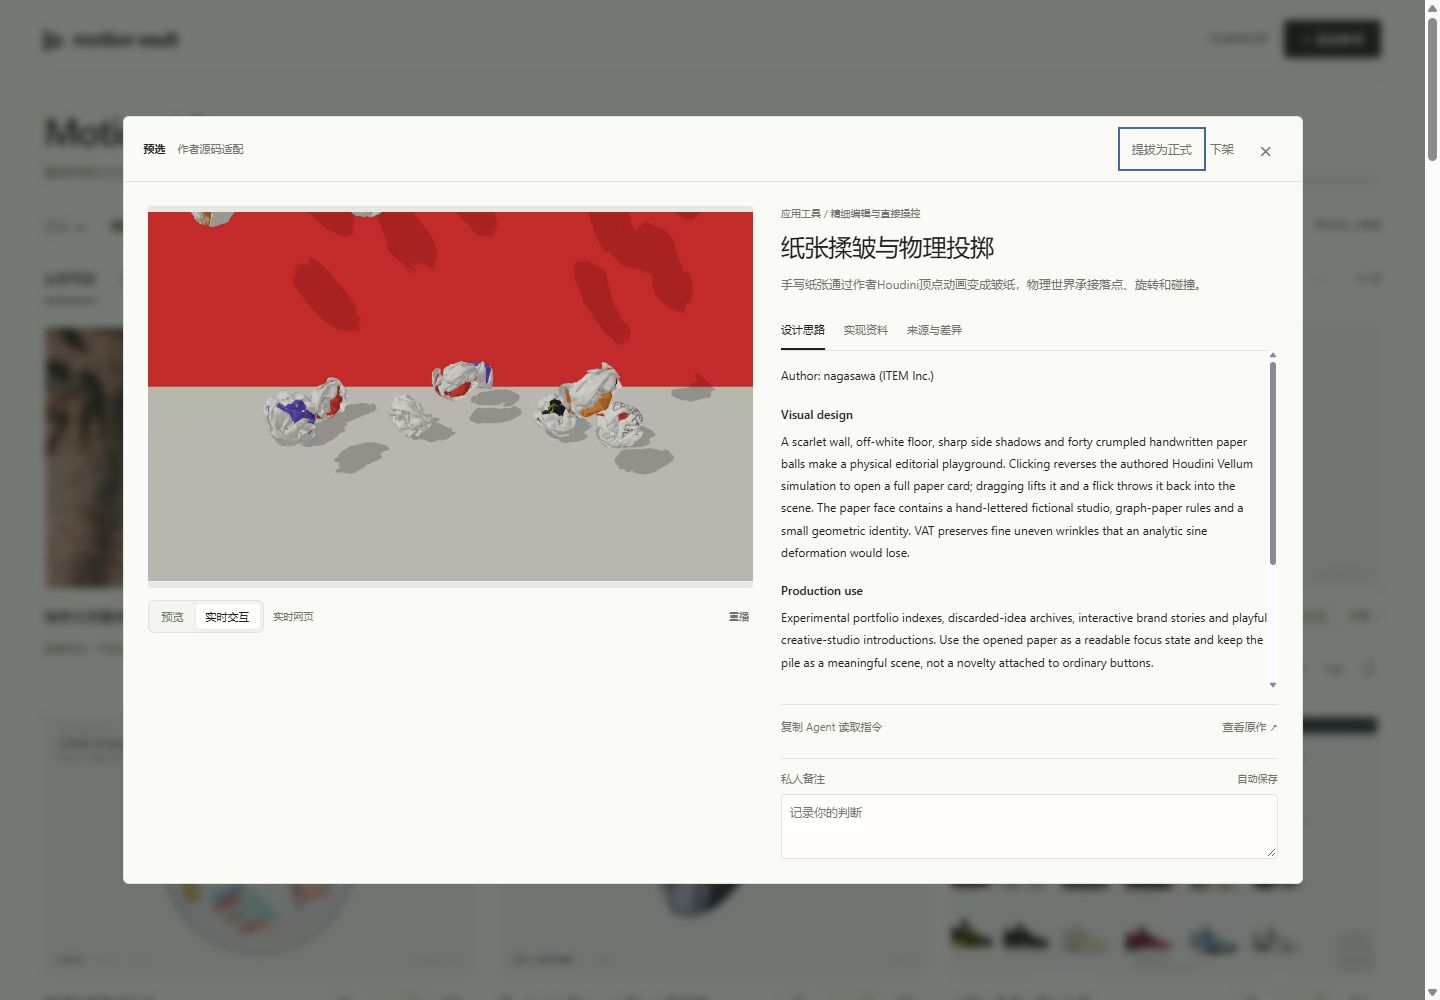 motion vault
预选 作者源码适配
提拔为正式 下架 ×
应用工具 / 精细编辑与直接操控
纸张揉皱与物理投掷
手写纸张通过作者Houdini顶点动画变成皱纸，物理世界承接落点、旋转和碰撞。
设计思路 实现资料 来源与差异
Author: nagasawa (ITEM Inc.)
Visual design
A scarlet wall, off-white floor, sharp side shadows and forty crumpled handwritten paper
balls make a physical editorial playground. Clicking reverses the authored Houdini Vellum
simulation to open a full paper card; dragging lifts it and a flick throws it back into the
scene. The paper face contains a hand-lettered fictional studio, graph-paper rules and a
small geometric identity. VAT preserves fine uneven wrinkles that an analytic sine
deformation would lose.
Production use
Experimental portfolio indexes, discarded-idea archives, interactive brand stories and playful
creative-studio introductions. Use the opened paper as a readable focus state and keep the
pile as a meaningful scene, not a novelty attached to ordinary buttons.
预览 实时交互 实时网页 重播
复制 Agent 读取指令 查看原作 ↗
私人备注 自动保存
记录你的判断